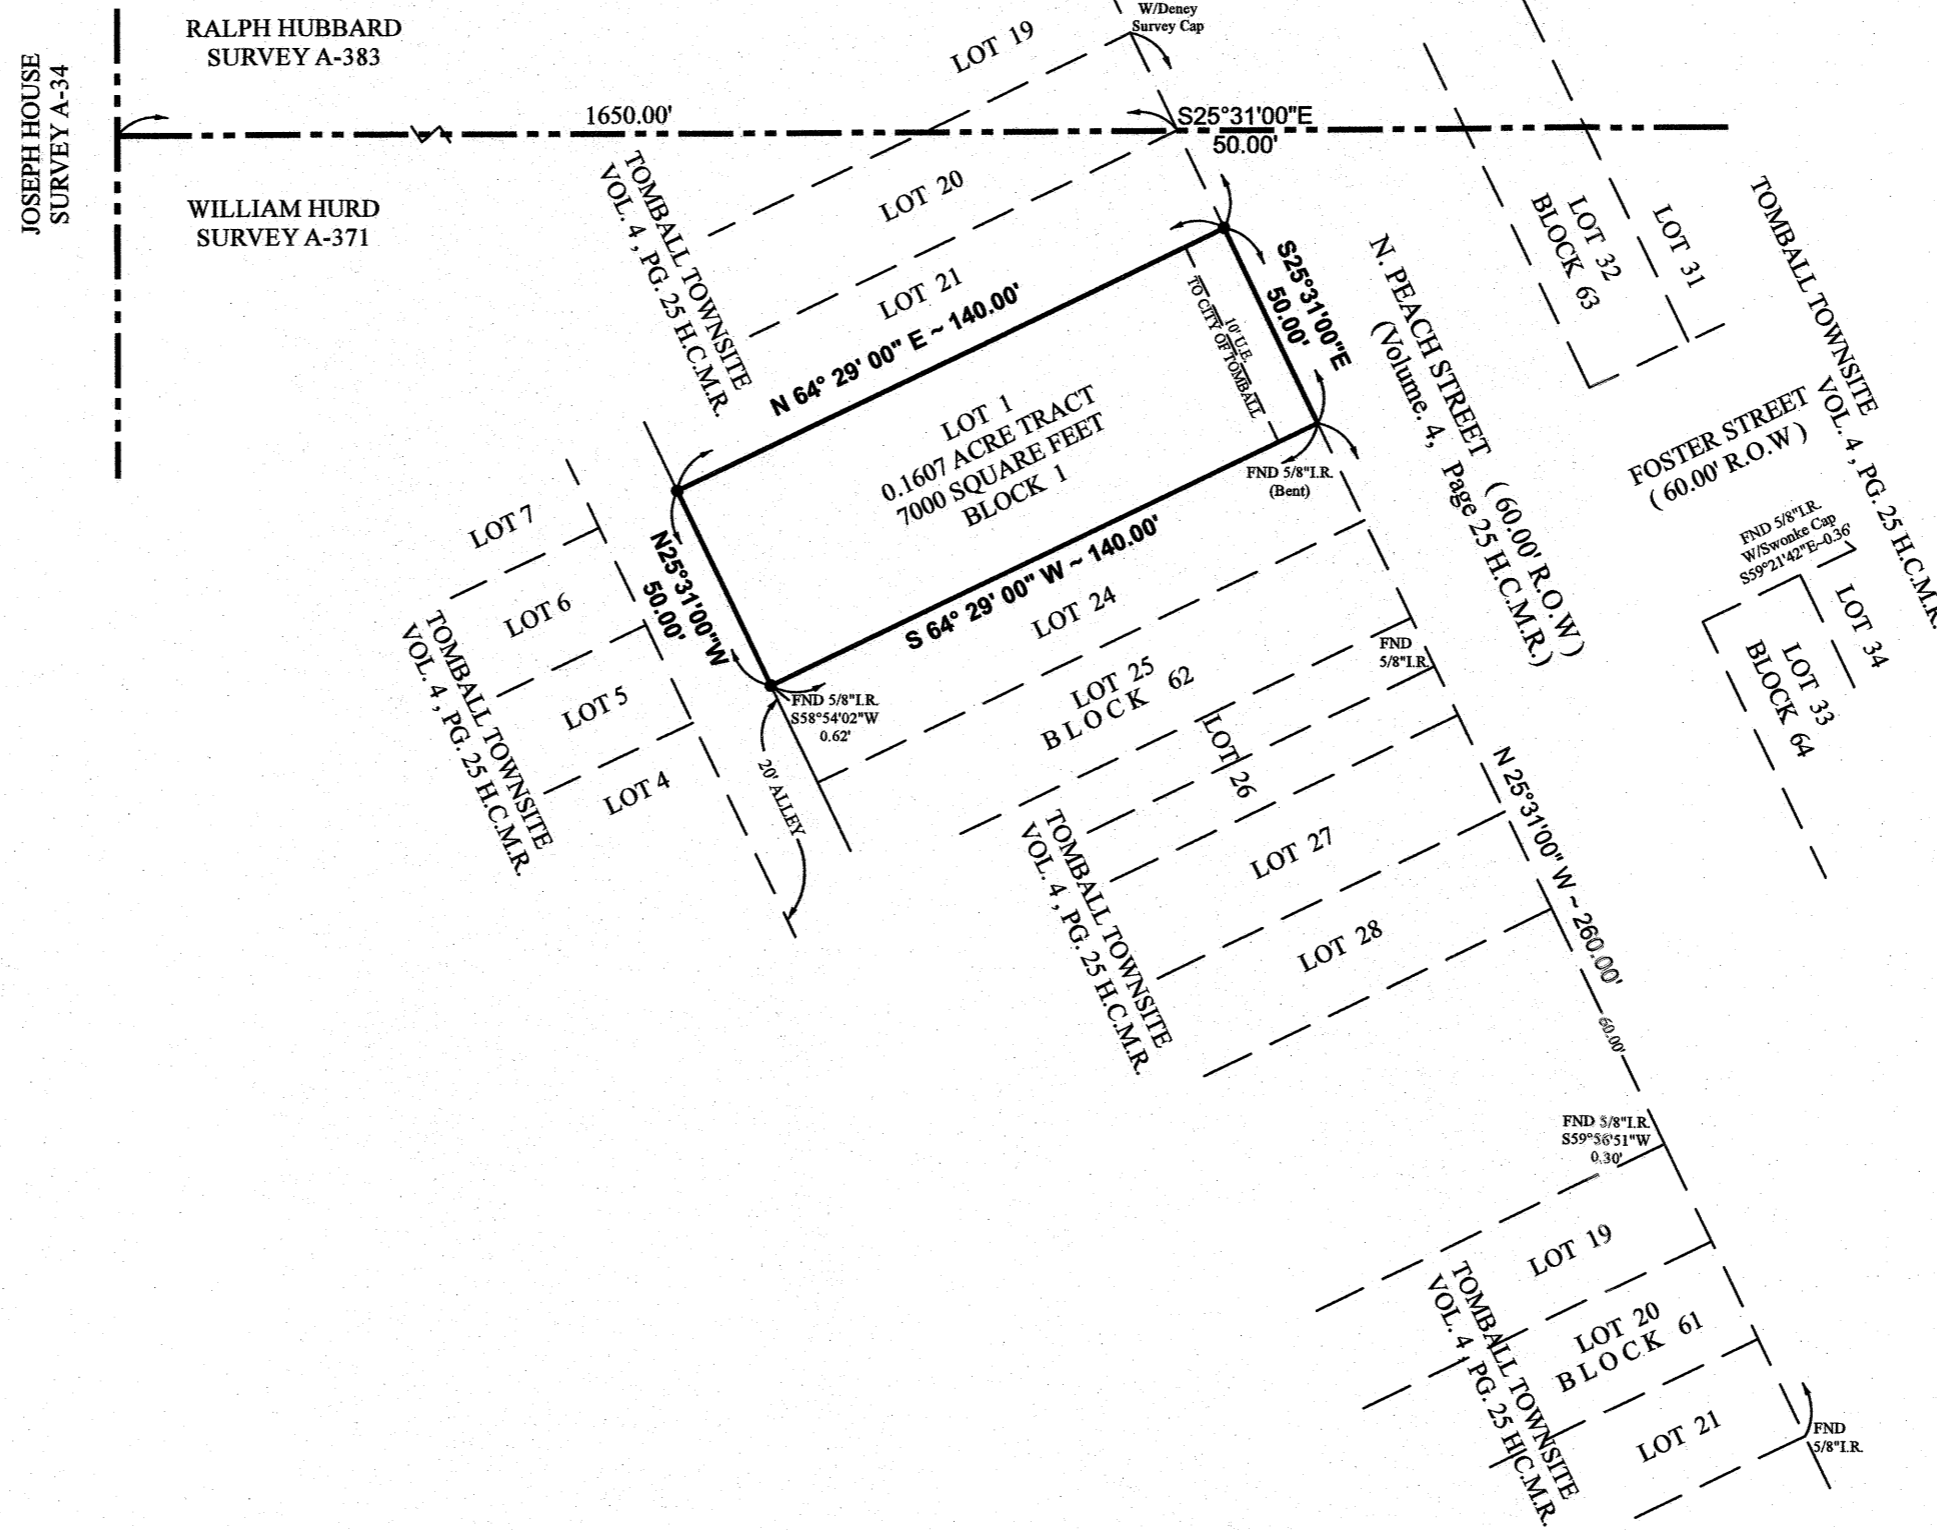 RALPH HUBBARD
SURVEY A-383
JOSEPH HOUSE
SURVEY A-34
WILLIAM HURD
SURVEY A-371
1650.00'
W/Deney
Survey Cap
S25°31'00"E
50.00'
LOT 19
LOT 20
LOT 21
TOMBALL TOWNSITE
VOL. 4 , PG. 25 H.C.M.R.
N 64° 29' 00" E ~ 140.00'
S25°31'00"E
50.00'
10' U.E.
TO CITY OF TOMBALL
LOT 1
0.1607 ACRE TRACT
7000 SQUARE FEET
BLOCK 1
S 64° 29' 00" W ~ 140.00'
N25°31'00"W
50.00'
FND 5/8"I.R.
(Bent)
N. PEACH STREET ( 60.00' R.O.W )
(Volume. 4, Page 25 H.C.M.R.)
LOT 32
BLOCK 63
LOT 31
TOMBALL TOWNSITE
VOL. 4 , PG. 25 H.C.M.R.
FOSTER STREET
( 60.00' R.O.W )
FND 5/8"I.R.
W/Swonke Cap
S59°21'42"E~0.36'
LOT 34
LOT 33
BLOCK 64
LOT 7
LOT 6
LOT 5
LOT 4
TOMBALL TOWNSITE
VOL. 4 , PG. 25 H.C.M.R.
FND 5/8"I.R.
S58°54'02"W
0.62'
20' ALLEY
LOT 24
LOT 25
BLOCK 62
FND
5/8"I.R.
LOT 26
LOT 27
LOT 28
TOMBALL TOWNSITE
VOL. 4 , PG. 25 H.C.M.R.
N 25°31'00" W ~ 260.00'
60.00'
FND 5/8"I.R.
S59°56'51"W
0.30'
LOT 19
LOT 20
BLOCK 61
LOT 21
TOMBALL TOWNSITE
VOL. 4 , PG. 25 H.C.M.R.
FND
5/8"I.R.